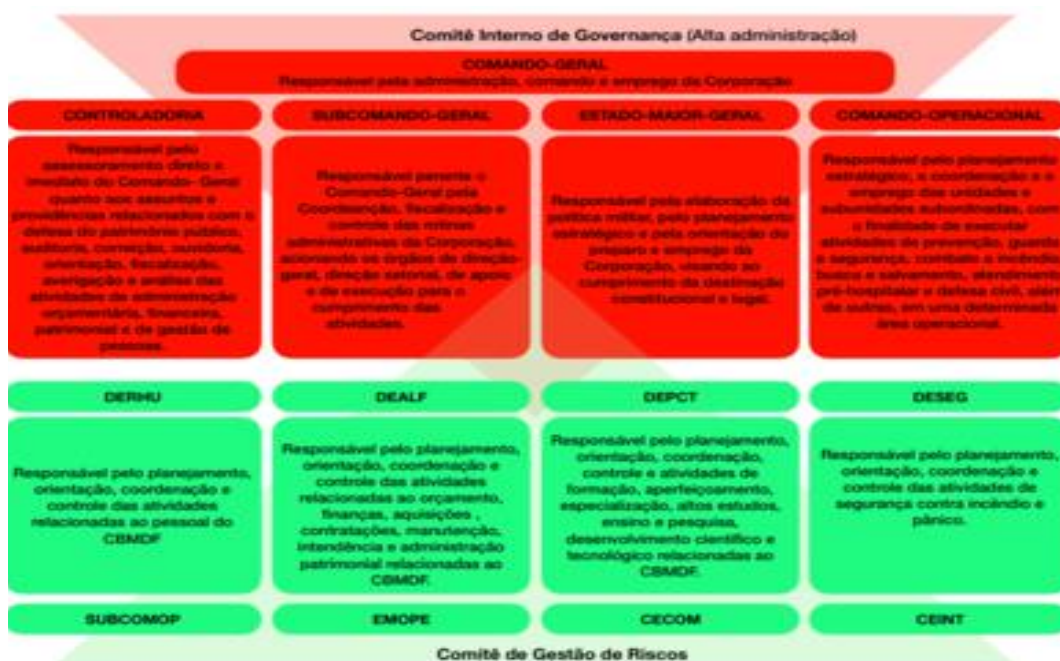 Comitê Interno de Governança (Alta administração)
COMANDO-GERAL
Responsável pela administração, comando e emprego da Corporação
CONTROLADORIA
Responsável pelo
assessoramento direto e
imediato do Comando- Geral
quanto aos assuntos e
providências relacionados com a
defesa do patrimônio público,
auditoria, correição, ouvidoria,
orientação, fiscalização,
averigação e análise das
atividades de administração
orçamentária, financeira,
patrimonial e de gestão de
pessoas.
SUBCOMANDO-GERAL
Responsável perante o
Comando-Geral pela
Coordenção, fiscalização e
controle das rotinas
administrativas da Corporação,
acionando os órgãos de direção-
geral, direção setorial, de apoio
e de execução para o
cumprimento das
atividades.
ESTADO-MAIOR-GERAL
Responsável pela elaboração da
política militar, pelo planejamento
estratégico e pela orientação do
preparo e emprego da
Corporação, visando ao
cumprimento da destinação
constitucional e legal.
COMANDO-OPERACIONAL
Responsável pelo planejamento
estratégico, a coordenação e o
emprego das unidades e
subunidades subordinadas, com
o finalidade de executar
atividades de prevenção, guarda
e segurança, combate a incêndio,
busca e salvamento, atendimento
pré-hospitalar e defesa civil, além
de outras, em uma determinada
área operacional.
DERHU
Responsável pelo planejamento,
orientação, coordenação e
controle das atividades
relacionadas ao pessoal do
CBMDF
DEALF
Responsável pelo planejamento,
orientação, coordenação e
controle das atividades
relacionadas ao orçamento,
finanças, aquisições ,
contratações, manutenção,
intendência e administração
patrimonial relacionadas ao
CBMDF.
DEPCT
Responsável pelo planejamento,
orientação, coordenação,
controle e atividades de
formação, aperfeiçoamento,
especialização, altos estudos,
ensino e pesquisa,
desenvolvimento científico e
tecnológico relacionadas ao
CBMDF.
DESEG
Responsável pelo planejamento,
orientação, coordenação e
controle das atividades de
segurança contra incêndio e
pânico.
SUBCOMOP
EMOPE
CECOM
CEINT
Comitê de Gestão de Riscos